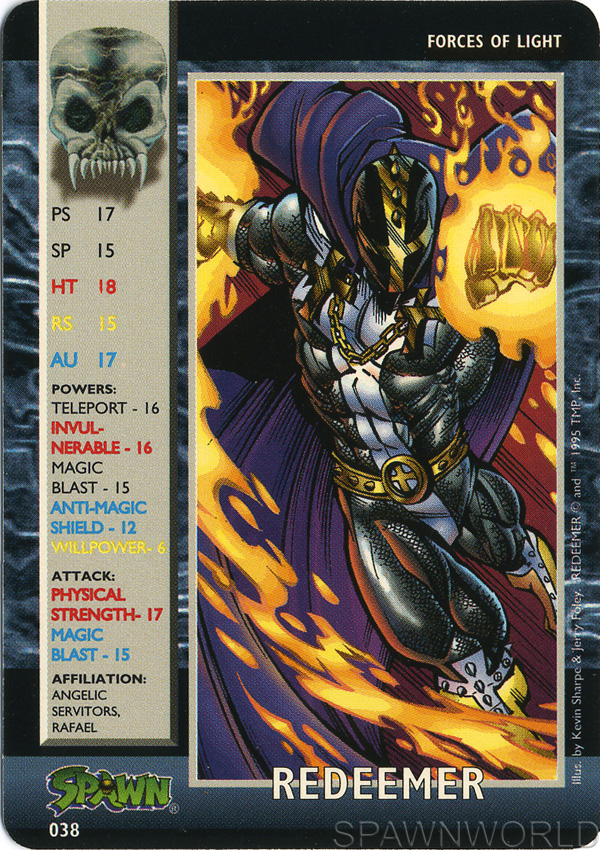 FORCES OF LIGHT
PS 17
SP 15
HT 18
RS 15
AU 17
POWERS:
TELEPORT - 16
INVUL-
NERABLE - 16
MAGIC
BLAST - 15
ANTI-MAGIC
SHIELD - 12
WILLPOWER- 6
ATTACK:
PHYSICAL
STRENGTH- 17
MAGIC
BLAST - 15
AFFILIATION:
ANGELIC
SERVITORS,
RAFAEL
Illus. by Kevin Sharpe & Jerry Foley. REDEEMER © and ™ 1995 TMP, Inc.
SPAWN®
REDEEMER
038
SPAWNWORLD